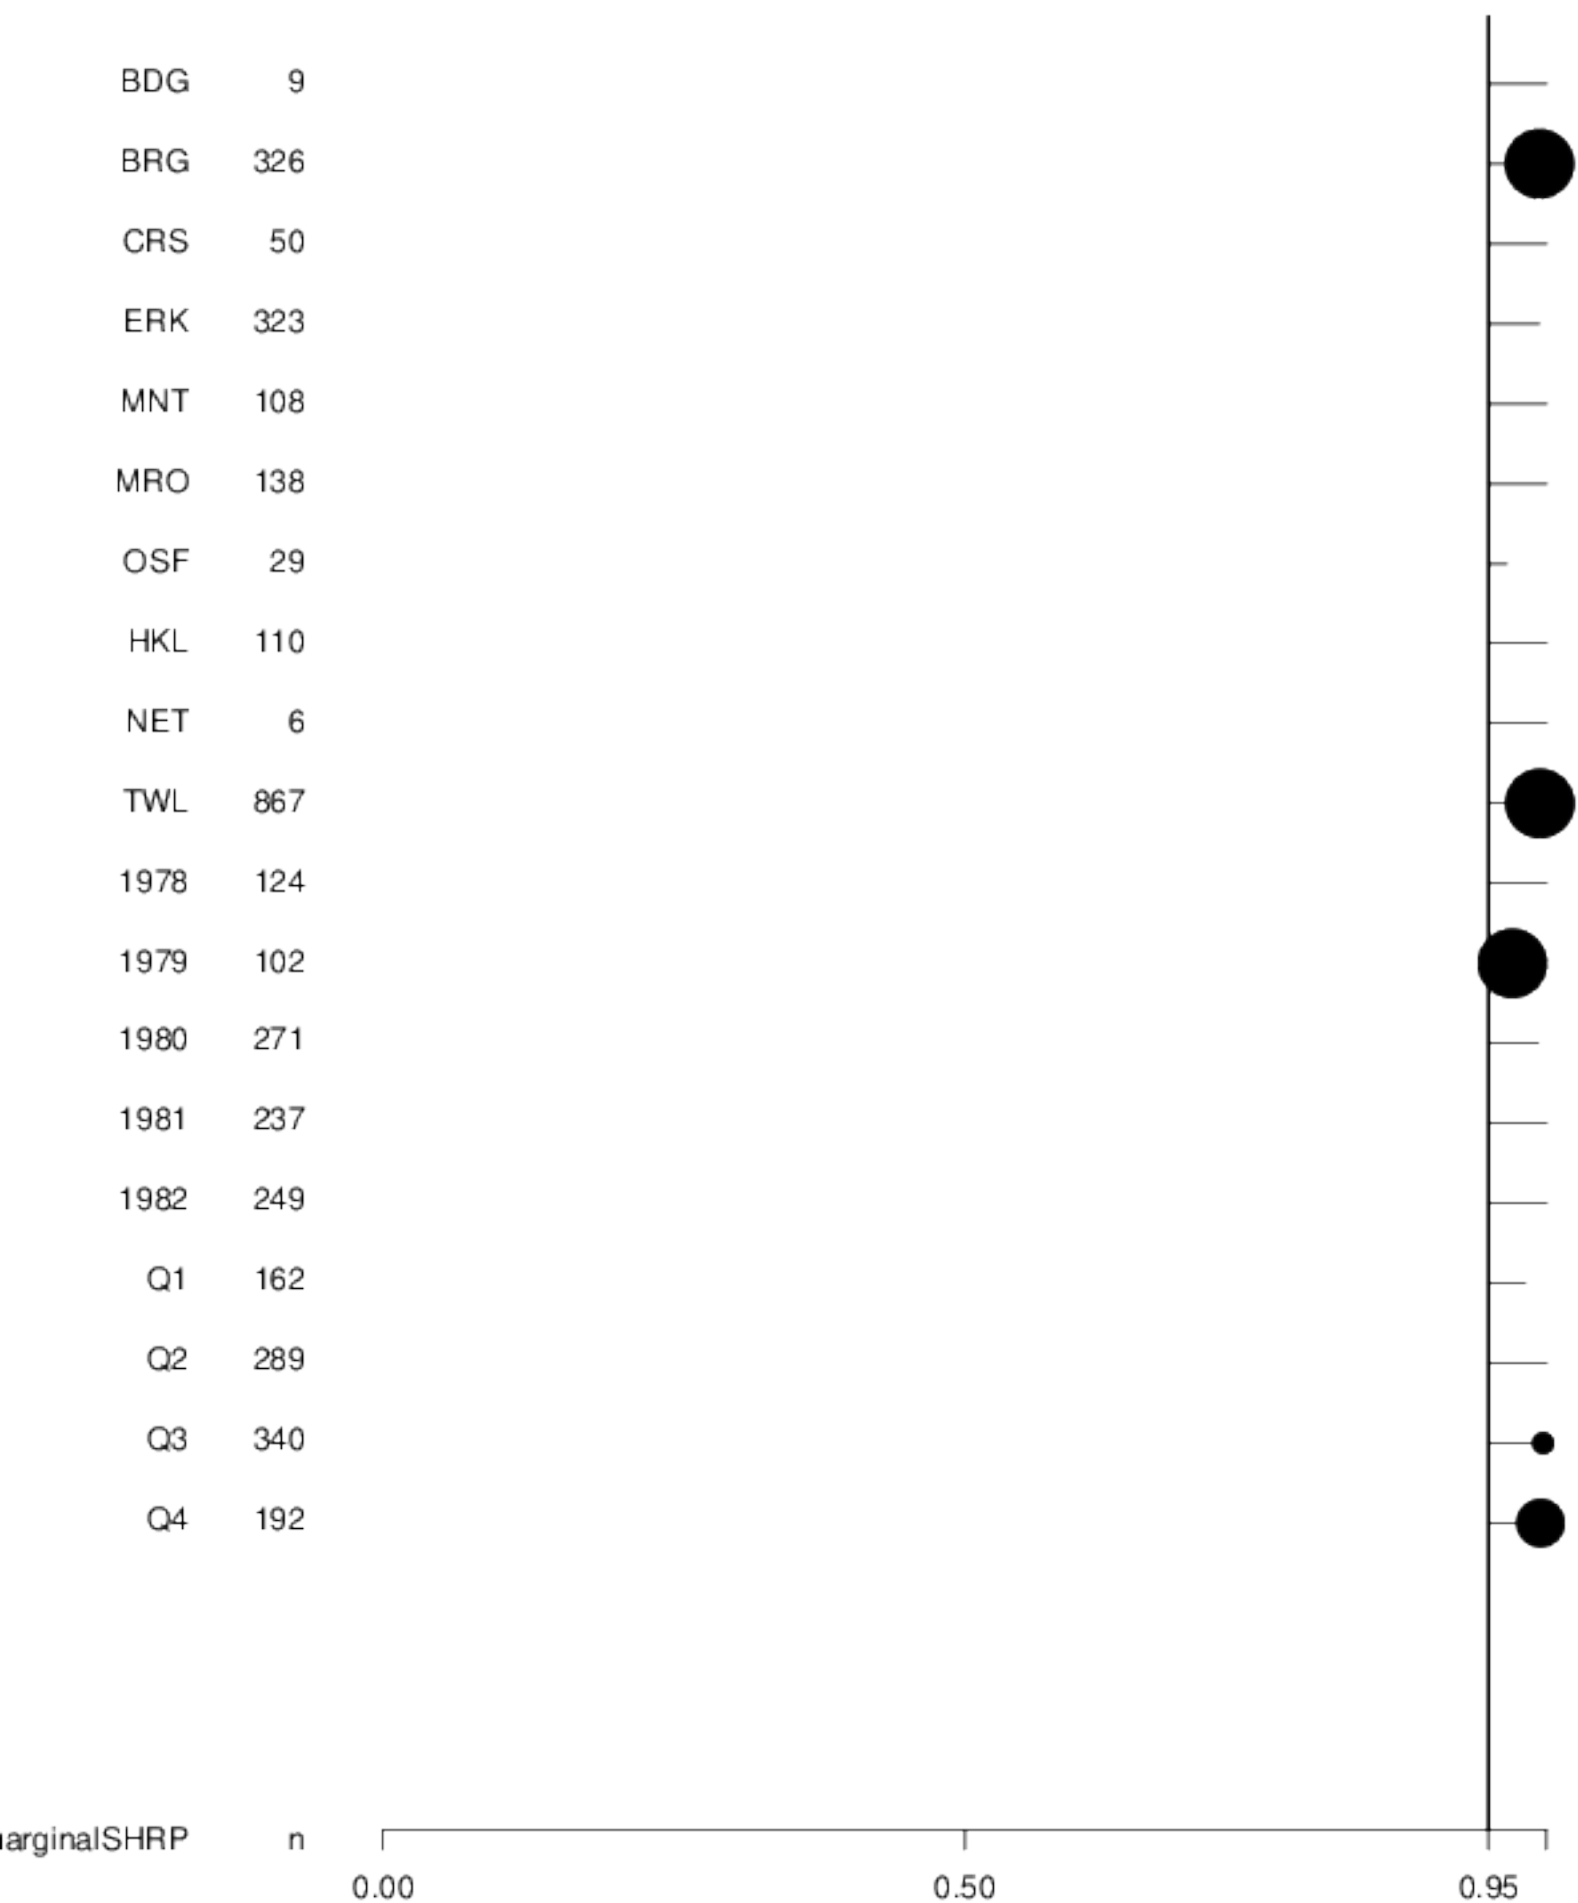 BDG 9
BRG 326
CRS 50
ERK 323
MNT 108
MRO 138
OSF 29
HKL 110
NET 6
TWL 867
1978 124
1979 102
1980 271
1981 237
1982 249
Q1 162
Q2 289
Q3 340
Q4 192
arginalSHRP n
0.00 0.50 0.95